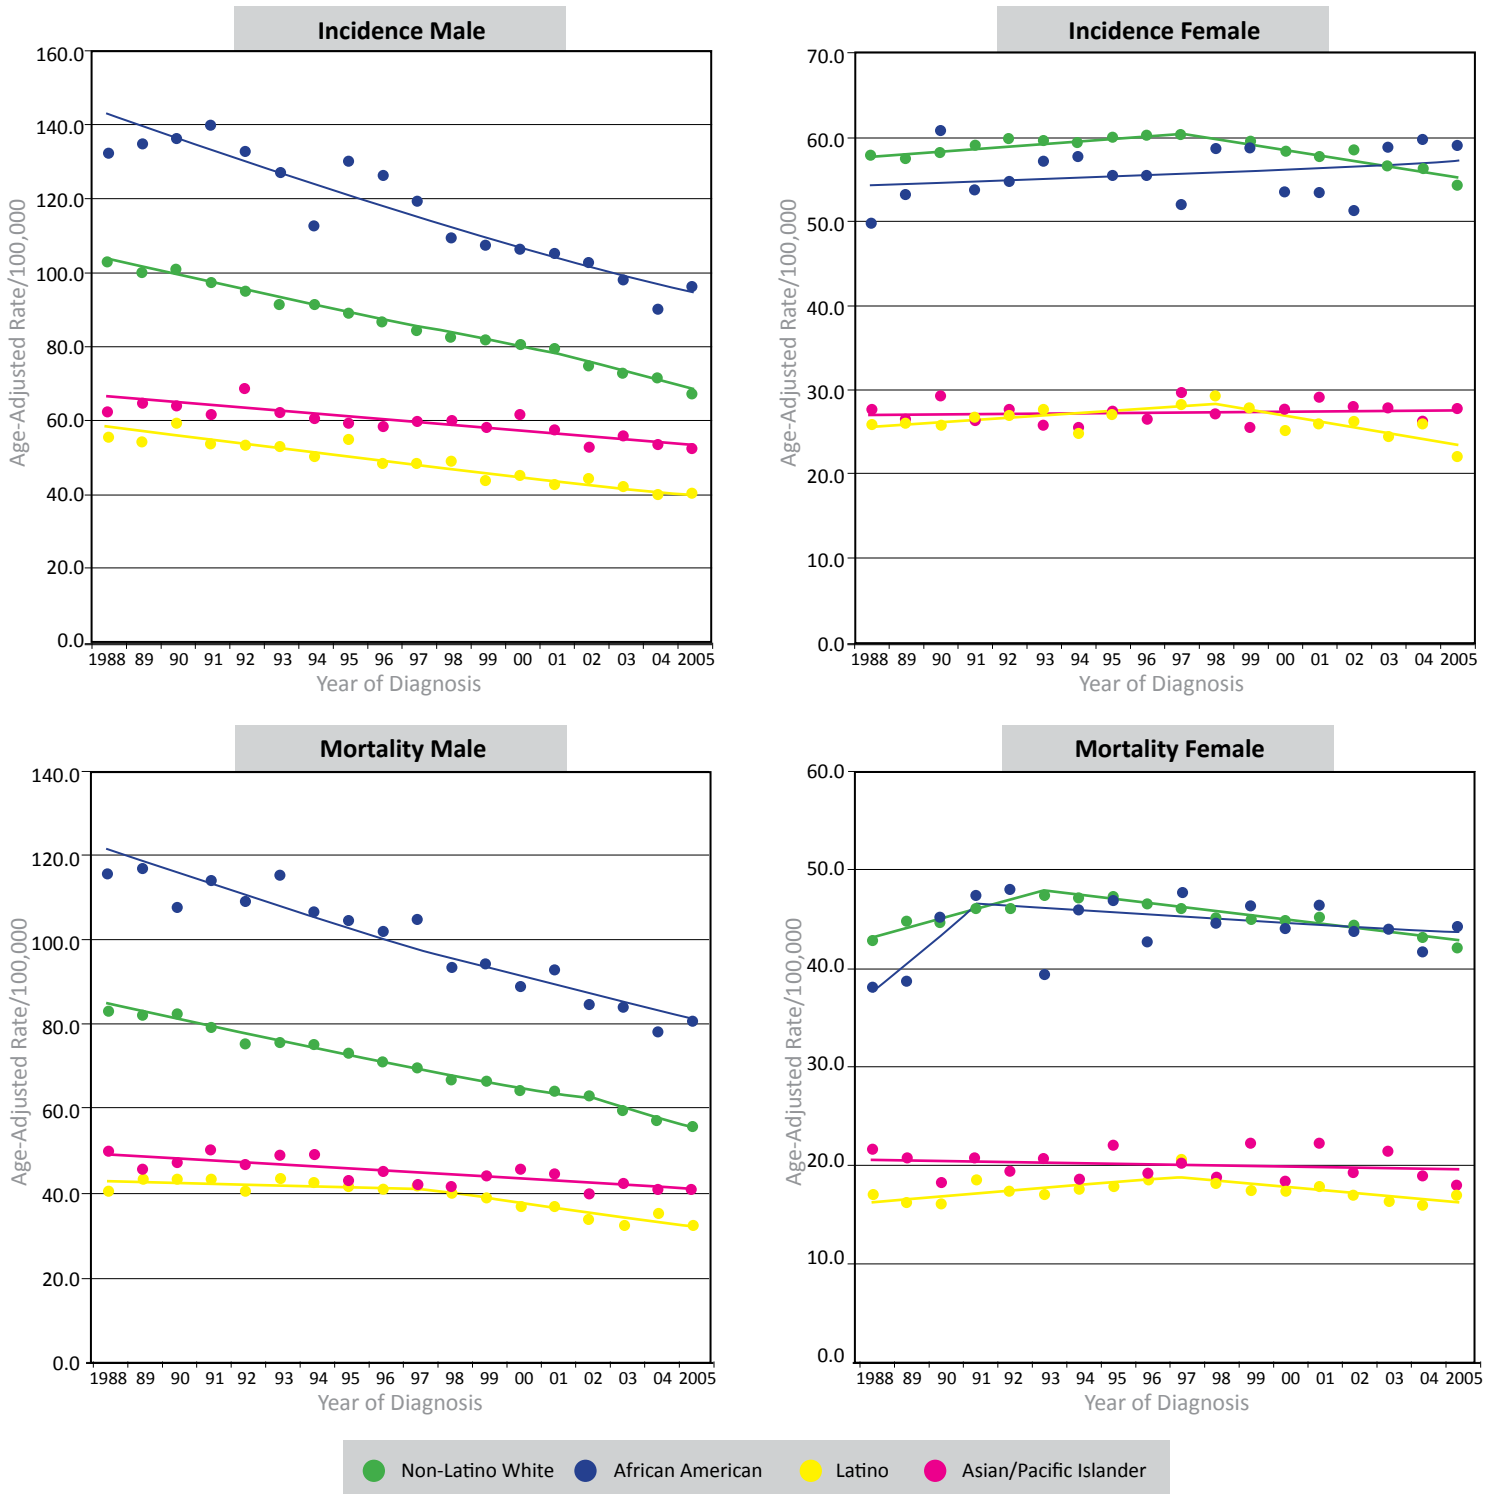 Incidence Male
Age-Adjusted Rate/100,000
160.0
140.0
120.0
100.0
80.0
60.0
40.0
20.0
0.0
1988 89 90 91 92 93 94 95 96 97 98 99 00 01 02 03 04 2005
Year of Diagnosis
Incidence Female
Age-Adjusted Rate/100,000
70.0
60.0
50.0
40.0
30.0
20.0
10.0
0.0
1988 89 90 91 92 93 94 95 96 97 98 99 00 01 02 03 04 2005
Year of Diagnosis
Mortality Male
Age-Adjusted Rate/100,000
140.0
120.0
100.0
80.0
60.0
40.0
20.0
0.0
1988 89 90 91 92 93 94 95 96 97 98 99 00 01 02 03 04 2005
Year of Diagnosis
Mortality Female
Age-Adjusted Rate/100,000
60.0
50.0
40.0
30.0
20.0
10.0
0.0
1988 89 90 91 92 93 94 95 96 97 98 99 00 01 02 03 04 2005
Year of Diagnosis
Non-Latino White African American Latino Asian/Pacific Islander